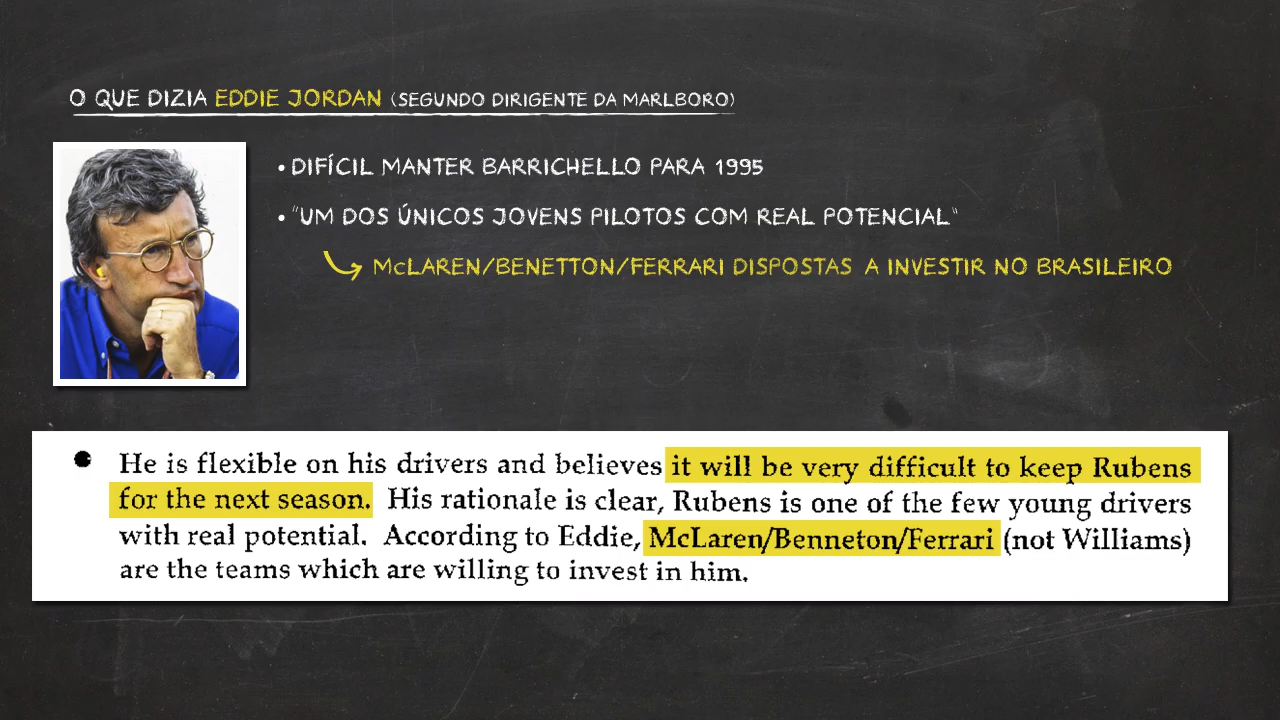 O QUE DIZIA EDDIE JORDAN (SEGUNDO DIRIGENTE DA MARLBORO)
• DIFÍCIL MANTER BARRICHELLO PARA 1995
• "UM DOS ÚNICOS JOVENS PILOTOS COM REAL POTENCIAL"
McLAREN/BENETTON/FERRARI DISPOSTAS A INVESTIR NO BRASILEIRO
• He is flexible on his drivers and believes it will be very difficult to keep Rubens
for the next season. His rationale is clear, Rubens is one of the few young drivers
with real potential. According to Eddie, McLaren/Benneton/Ferrari (not Williams)
are the teams which are willing to invest in him.